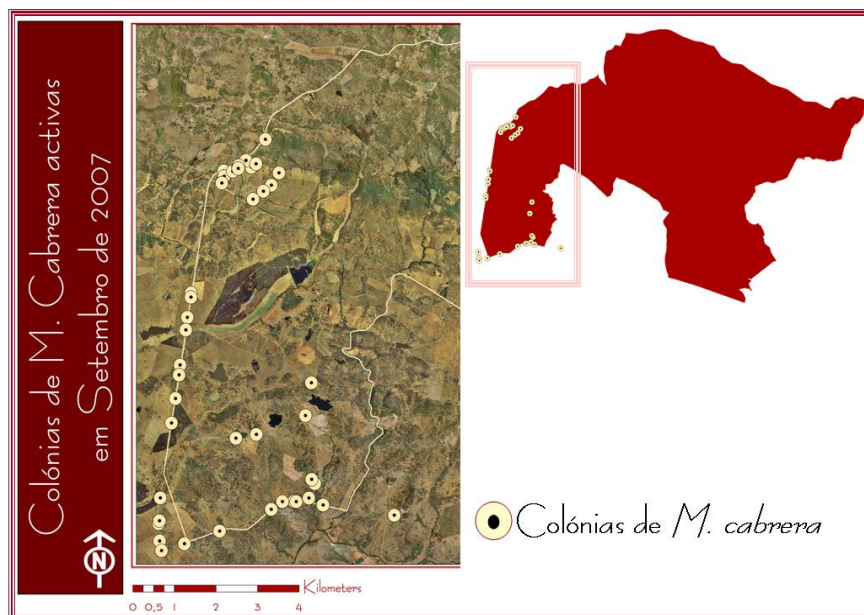 Colónias de M. Cabrera activas
em Setembro de 2007
N
Colónias de M. cabrera
Kilometers
0 0,5 1 2 3 4